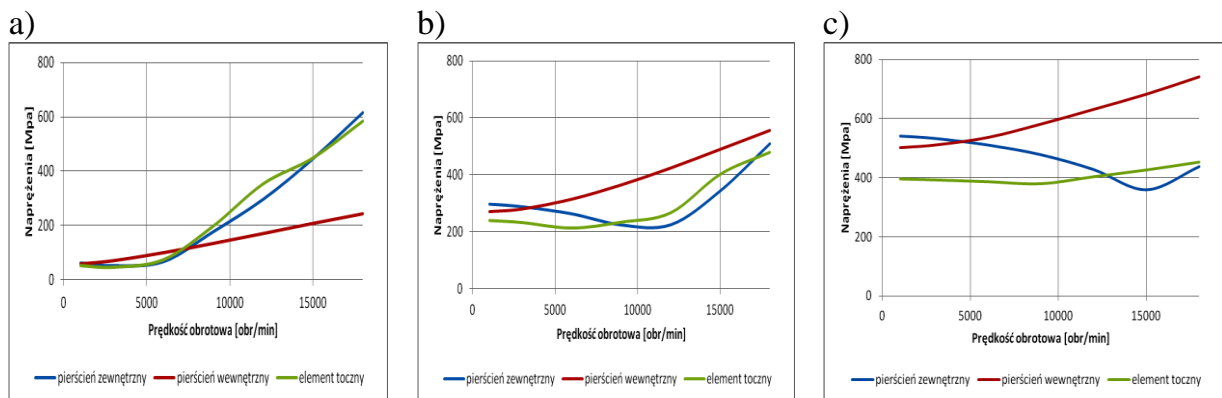 a)
800
600
400
200
0
Naprężenia [Mpa]
0 5000 10000 15000
Prędkość obrotowa [obr/min]
pierścień zewnętrzny pierścień wewnętrzny element toczny
b)
800
600
400
200
0
Naprężenia [Mpa]
0 5000 10000 15000
Prędkość obrotowa [obr/min]
pierścień zewnętrzny pierścień wewnętrzny element toczny
c)
800
600
400
200
0
Naprężenia [Mpa]
0 5000 10000 15000
Prędkość obrotowa [obr/min]
pierścień zewnętrzny pierścień wewnętrzny element toczny